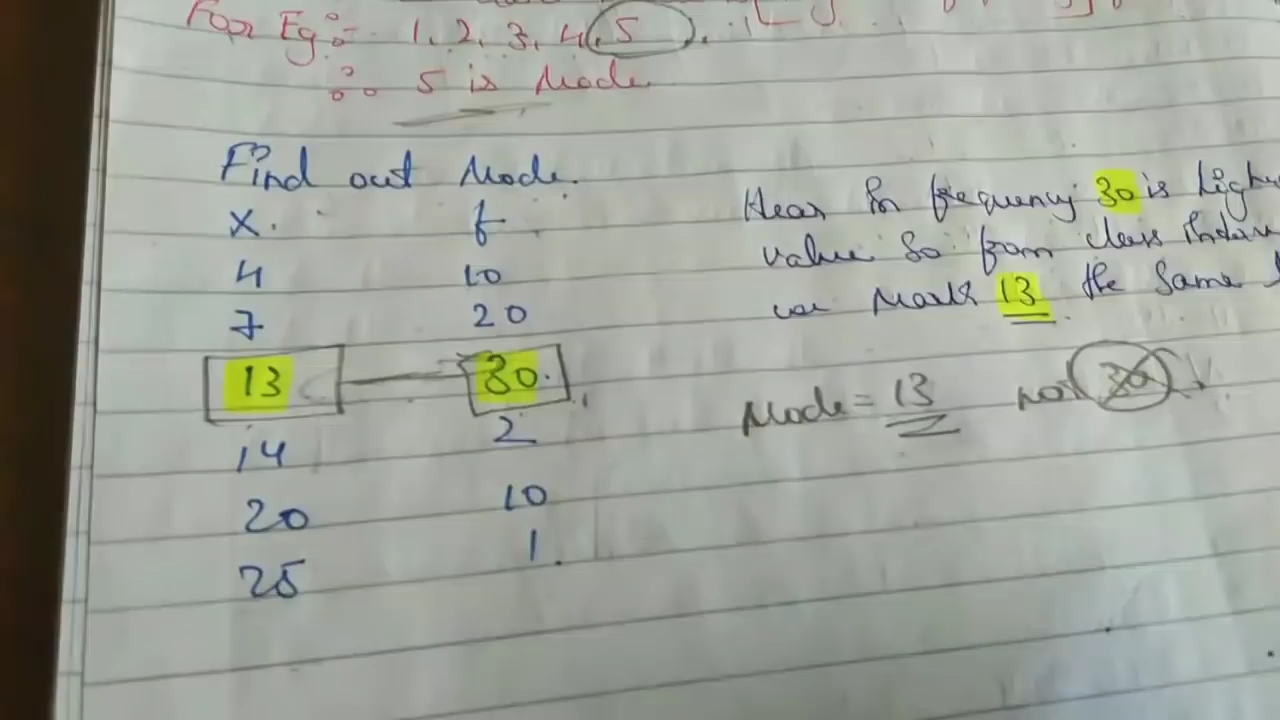 For Eg:- 1, 2, 3, 4, 5.
∴ 5 is Mode
Find out Mode.
X. f
4 10
7 20
13 30.
14 2
20 10
25 1.
Hear in frequency 30 is
value so from class
we Mark 13. the same
Mode = 13 not 30